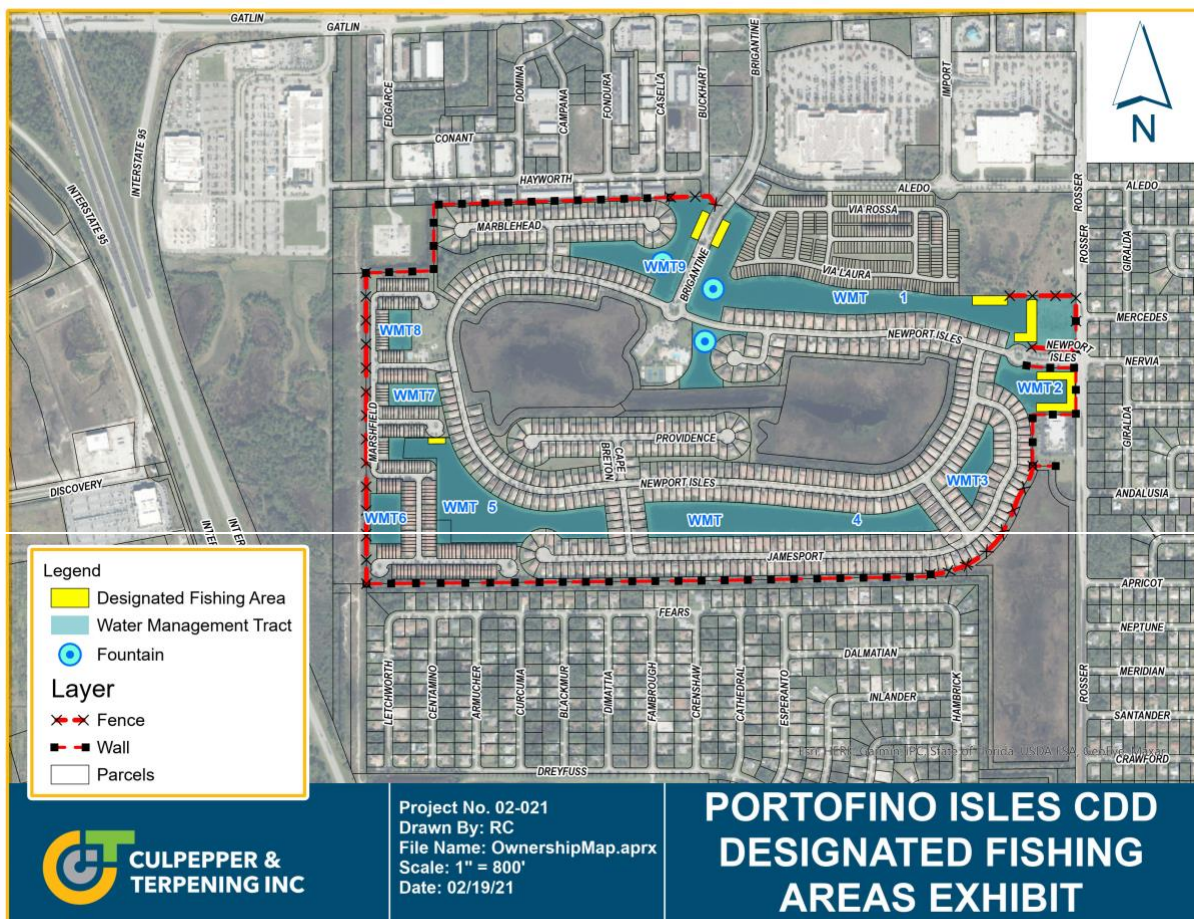 GATLIN
GATLIN
INTERSTATE 95
INTERSTATE 95
EDGARCE
DOMINA
CAMPANA
FONDURA
CASELLA
BUCKHART
BRIGANTINE
IMPORT
CONANT
HAYWORTH
ALEDO
ROSSER
ALEDO
N
MARBLEHEAD
VIA ROSSA
VIA LAURA
BRIGANTINE
ROSSER
GIRALDA
WMT9
WMT 1
MERCEDES
WMT8
NEWPORT ISLES
NEWPORT
ISLES
NERVIA
WMT7
WMT 2
MARSHFIELD
PROVIDENCE
CAPE
BRETON
GIRALDA
NEWPORT ISLES
WMT3
DISCOVERY
ANDALUSIA
WMT6
WMT 5
WMT 4
JAMESPORT
APRICOT
FEARS
NEPTUNE
DALMATIAN
MERIDIAN
INLANDER
ROSSER
SANTANDER
LETCHWORTH
CENTAMINO
ARMUCHER
CURCUMA
BLACKMUR
DIMATTIA
FAMBROUGH
CRENSHAW
CATHEDRAL
ESPERANTO
HAMBRICK
CRAWFORD
DREYFUSS
Legend
Designated Fishing Area
Water Management Tract
Fountain
Layer
Fence
Wall
Parcels
CULPEPPER &
TERPENING INC
Project No. 02-021
Drawn By: RC
File Name: OwnershipMap.aprx
Scale: 1" = 800'
Date: 02/19/21
PORTOFINO ISLES CDD
DESIGNATED FISHING
AREAS EXHIBIT